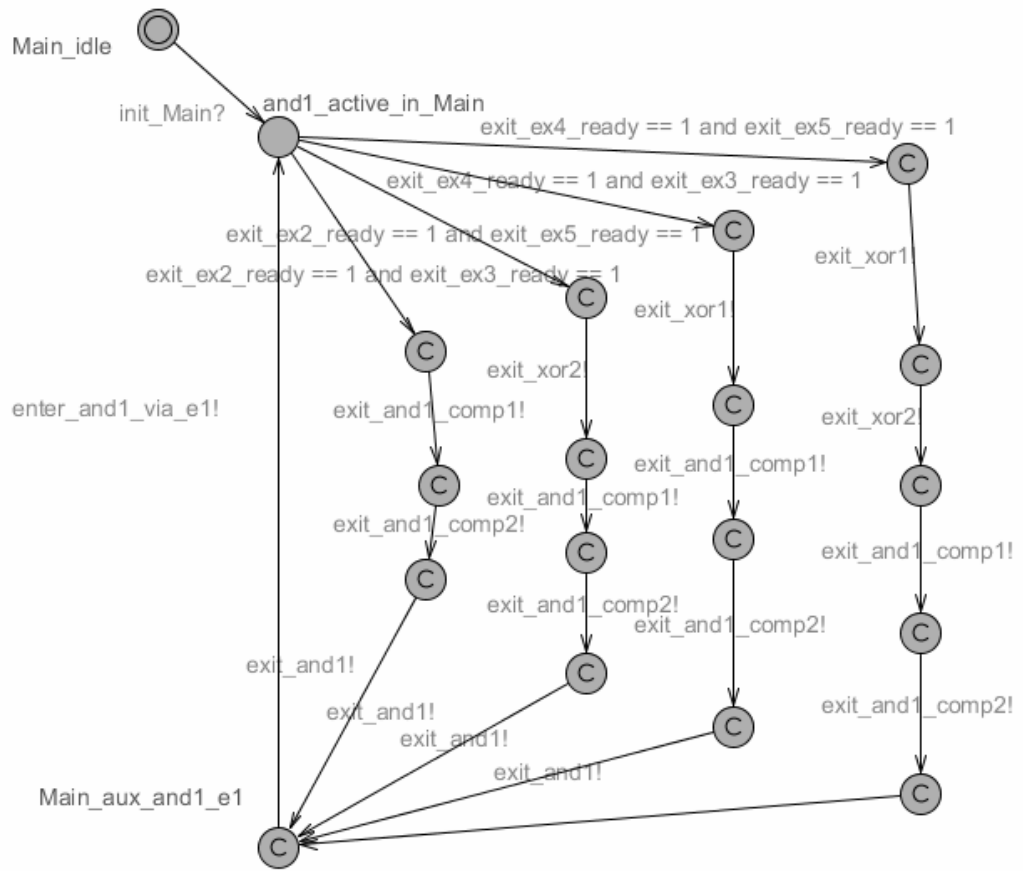 Main_idle
init_Main?
and1_active_in_Main
exit_ex4_ready == 1 and exit_ex5_ready == 1
exit_ex4_ready == 1 and exit_ex3_ready == 1
exit_ex2_ready == 1 and exit_ex5_ready == 1
exit_ex2_ready == 1 and exit_ex3_ready == 1
C
C
C
C
exit_xor1!
exit_xor1!
exit_xor2!
enter_and1_via_e1!
exit_and1_comp1!
C
C
exit_xor2!
C
C
exit_and1_comp1!
exit_and1_comp1!
exit_and1_comp2!
C
C
exit_and1_comp1!
C
exit_and1_comp2!
exit_and1_comp2!
C
exit_and1!
C
exit_and1_comp2!
exit_and1!
C
exit_and1!
exit_and1!
Main_aux_and1_e1
C
C